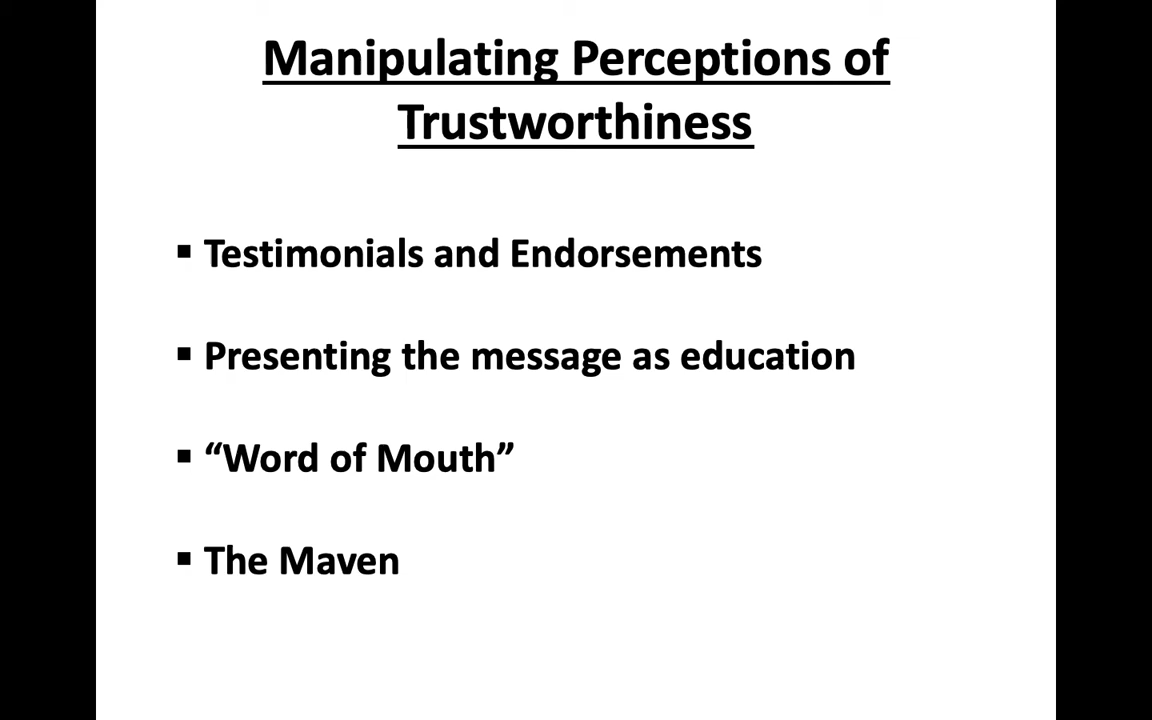 Manipulating Perceptions of
Trustworthiness
▪ Testimonials and Endorsements
▪ Presenting the message as education
▪ “Word of Mouth”
▪ The Maven